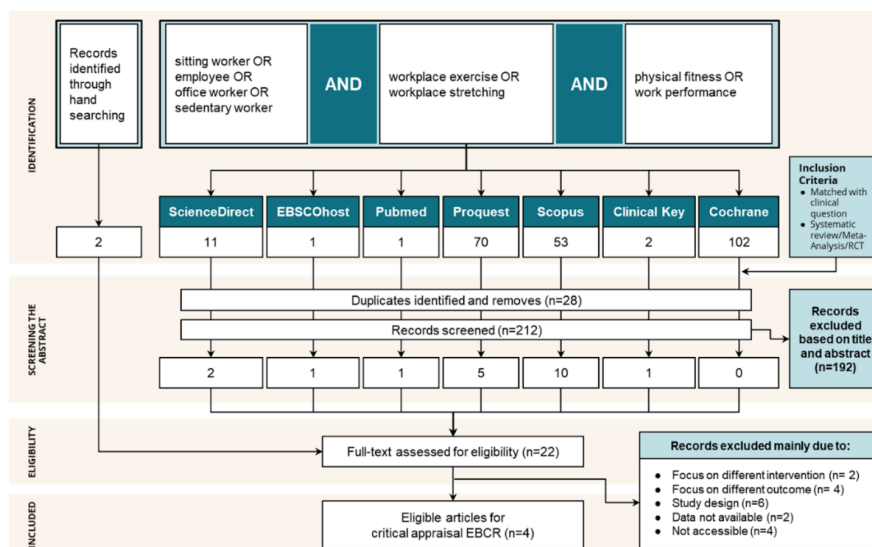 Records
identified
through
hand
searching
sitting worker OR
employee OR
office worker OR
sedentary worker
AND
workplace exercise OR
workplace stretching
AND
physical fitness OR
work performance
IDENTIFICATION
Inclusion
Criteria
● Matched with
clinical
question
● Systematic
review/Meta-
Analysis/RCT
ScienceDirect EBSCOhost Pubmed Proquest Scopus Clinical Key Cochrane
2 11 1 1 70 53 2 102
SCREENING THE
ABSTRACT
Duplicates identified and removes (n=28)
Records screened (n=212)
Records
excluded
based on title
and abstract
(n=192)
2 1 1 5 10 1 0
ELIGIBILITY
Full-text assessed for eligibility (n=22)
Records excluded mainly due to:
● Focus on different intervention (n= 2)
● Focus on different outcome (n= 4)
● Study design (n=6)
● Data not available (n=2)
● Not accessible (n=4)
INCLUDED
Eligible articles for
critical appraisal EBCR (n=4)